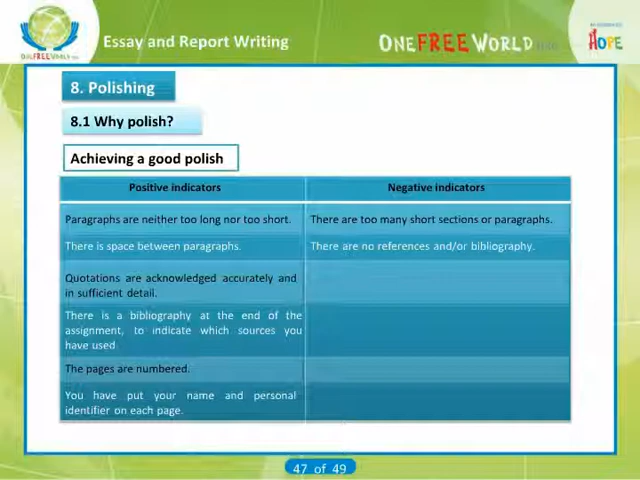 Essay and Report Writing
ONEFREEWORLD
ONEFREEWORLD
HOPE
8. Polishing
8.1 Why polish?
Achieving a good polish
Positive indicators
Negative indicators
Paragraphs are neither too long nor too short.
There are too many short sections or paragraphs.
There is space between paragraphs.
There are no references and/or bibliography.
Quotations are acknowledged accurately and
in sufficient detail.
There is a bibliography at the end of the
assignment, to indicate which sources you
have used
The pages are numbered.
You have put your name and personal
identifier on each page.
47 of 49